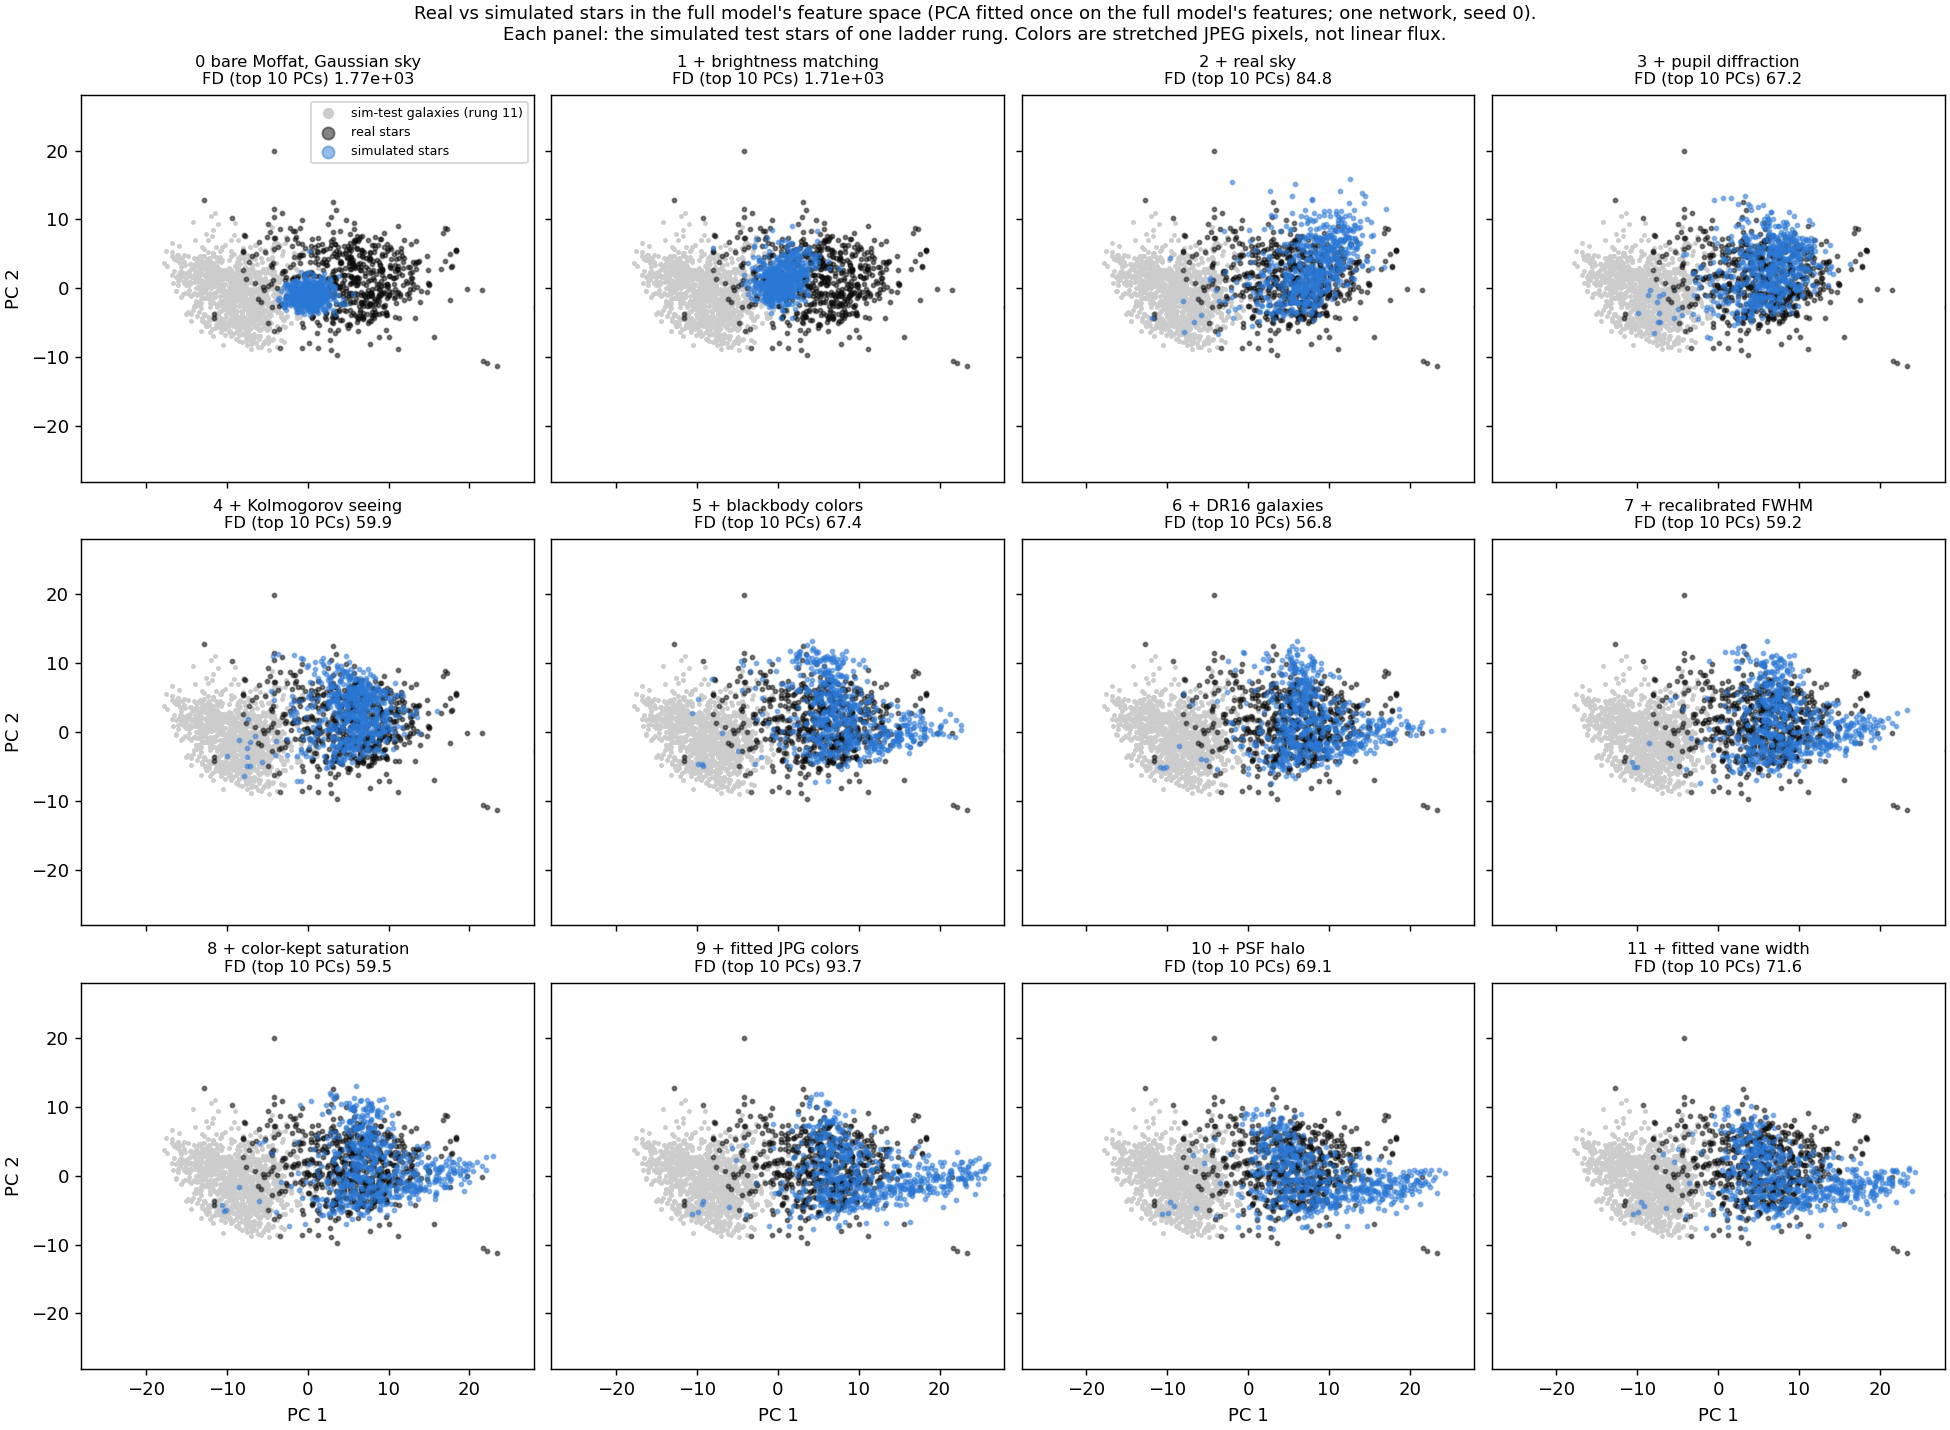 Real vs simulated stars in the full model's feature space (PCA fitted once on the full model's features; one network, seed 0).
Each panel: the simulated test stars of one ladder rung. Colors are stretched JPEG pixels, not linear flux.
0 bare Moffat, Gaussian sky
FD (top 10 PCs) 1.77e+03
1 + brightness matching
FD (top 10 PCs) 1.71e+03
2 + real sky
FD (top 10 PCs) 84.8
3 + pupil diffraction
FD (top 10 PCs) 67.2
sim-test galaxies (rung 11)
real stars
simulated stars
20
10
0
−10
−20
PC 2
4 + Kolmogorov seeing
FD (top 10 PCs) 59.9
5 + blackbody colors
FD (top 10 PCs) 67.4
6 + DR16 galaxies
FD (top 10 PCs) 56.8
7 + recalibrated FWHM
FD (top 10 PCs) 59.2
20
10
0
−10
−20
PC 2
8 + color-kept saturation
FD (top 10 PCs) 59.5
9 + fitted JPG colors
FD (top 10 PCs) 93.7
10 + PSF halo
FD (top 10 PCs) 69.1
11 + fitted vane width
FD (top 10 PCs) 71.6
20
10
0
−10
−20
PC 2
−20 −10 0 10 20
−20 −10 0 10 20
−20 −10 0 10 20
−20 −10 0 10 20
PC 1
PC 1
PC 1
PC 1